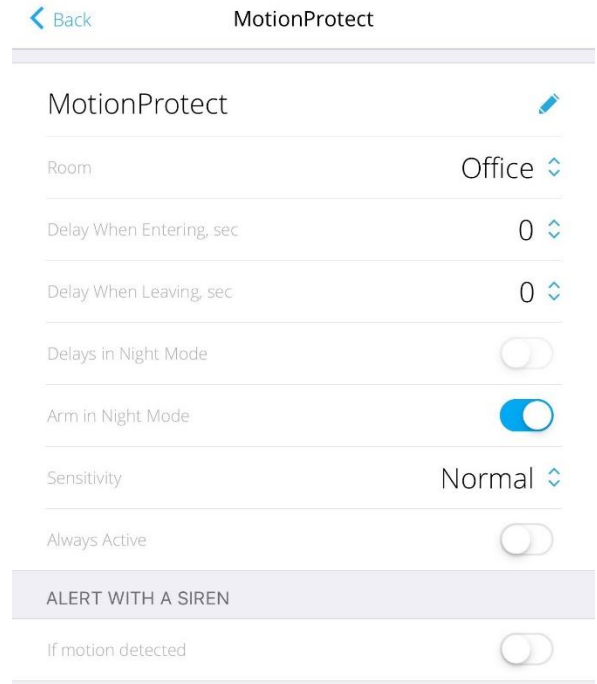 Back MotionProtect
MotionProtect
Room Office
Delay When Entering, sec 0
Delay When Leaving, sec 0
Delays in Night Mode
Arm in Night Mode
Sensitivity Normal
Always Active
ALERT WITH A SIREN
If motion detected